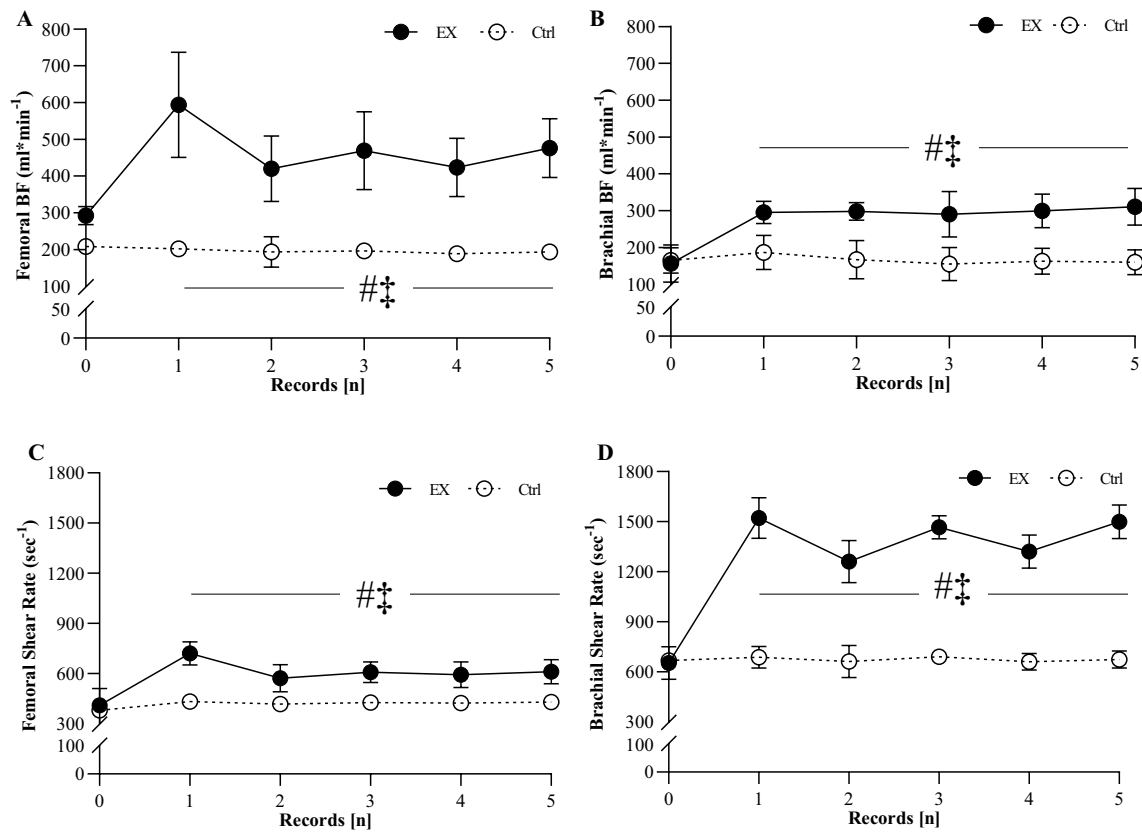 A
EX Ctrl
Femoral BF (ml*min-1)
800
700
600
500
400
300
200
100
50
0
#‡
0 1 2 3 4 5
Records [n]
B
EX Ctrl
Brachial BF (ml*min-1)
800
700
600
500
400
300
200
100
50
0
#‡
0 1 2 3 4 5
Records [n]
C
EX Ctrl
Femoral Shear Rate (sec-1)
1800
1500
1200
900
600
300
100
0
#‡
0 1 2 3 4 5
Records [n]
D
EX Ctrl
Brachial Shear Rate (sec-1)
1800
1500
1200
900
600
300
100
0
#‡
0 1 2 3 4 5
Records [n]